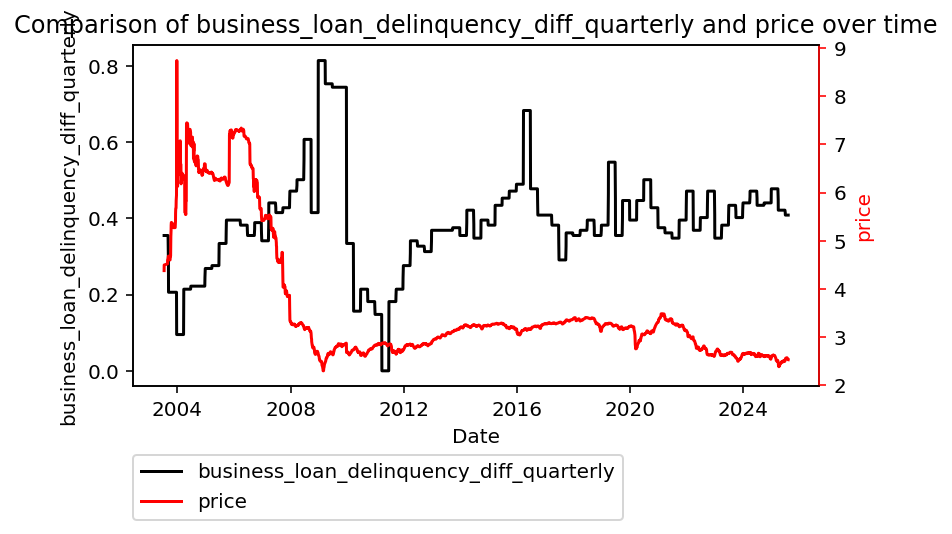 Comparison of business_loan_delinquency_diff_quarterly and price over time
business_loan_delinquency_diff_quarterly
0.8
0.6
0.4
0.2
0.0
9
8
7
6
5
4
3
2
price
2004 2008 2012 2016 2020 2024
Date
business_loan_delinquency_diff_quarterly
price